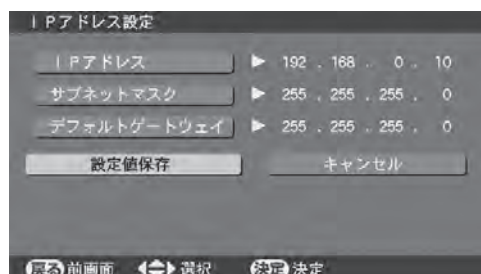 IPアドレス設定
IPアドレス ▶ 192 . 168 . 0 . 10
サブネットマスク ▶ 255 . 255 . 255 . 0
デフォルトゲートウェイ ▶ 255 . 255 . 255 . 0
設定値保存 キャンセル
戻る 前画面 選択 決定 決定